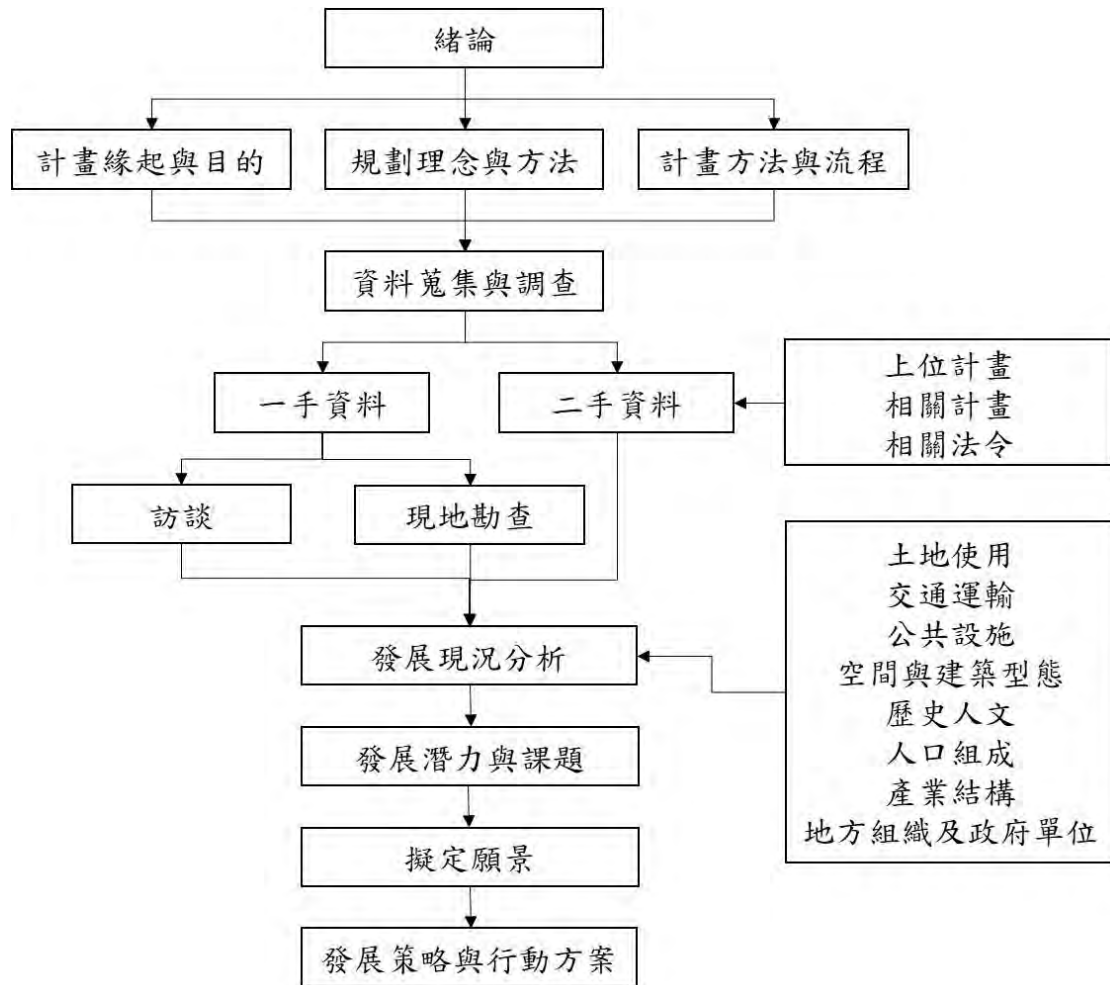 緒論
計畫緣起與目的
規劃理念與方法
計畫方法與流程
資料蒐集與調查
一手資料
二手資料
上位計畫
相關計畫
相關法令
訪談
現地勘查
土地使用
交通運輸
公共設施
空間與建築型態
歷史人文
人口組成
產業結構
地方組織及政府單位
發展現況分析
發展潛力與課題
擬定願景
發展策略與行動方案